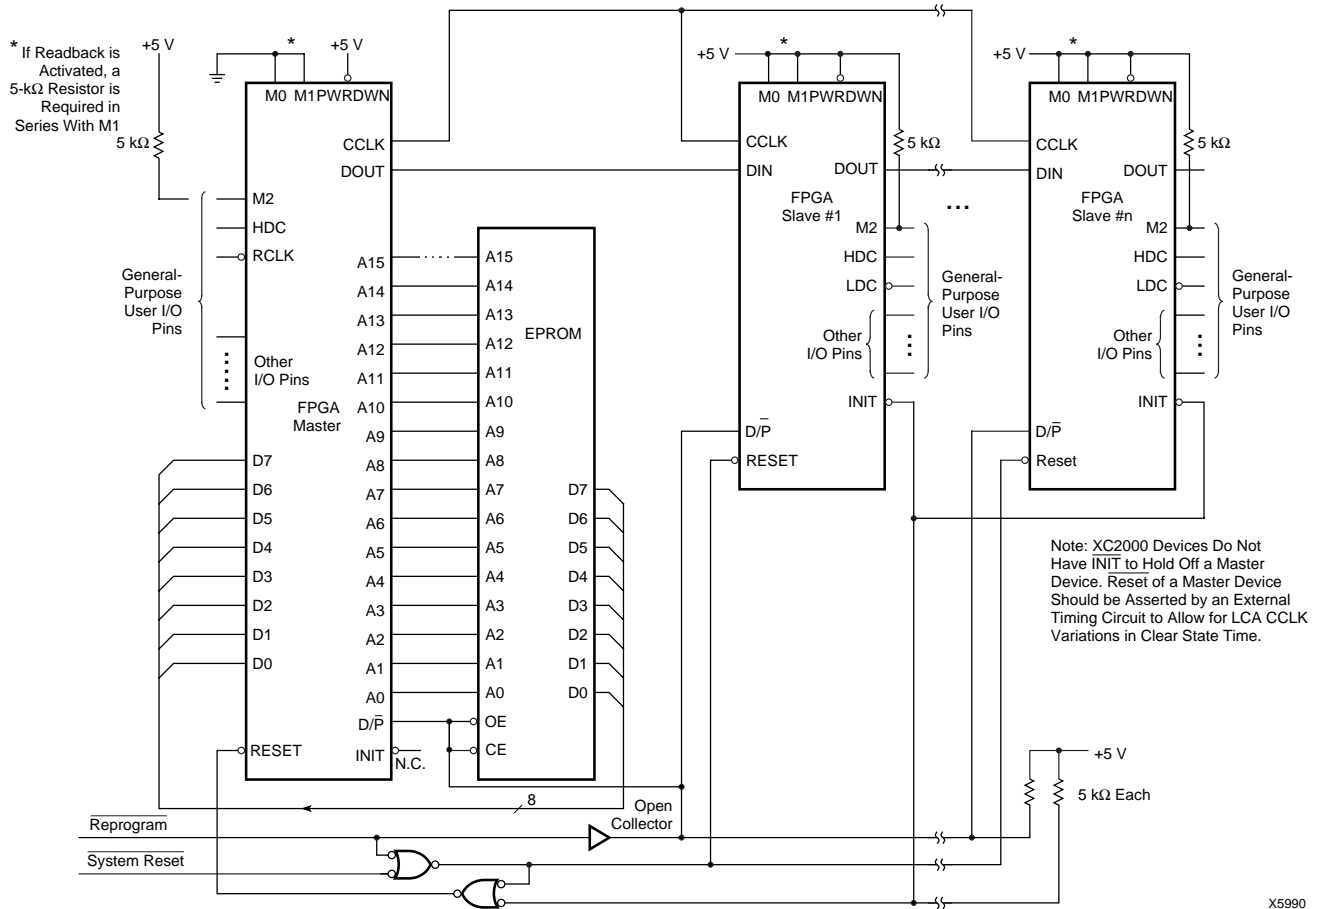 * If Readback is
Activated, a
5-kΩ Resistor is
Required in
Series With M1
+5 V
5 kΩ
*
+5 V
M0 M1PWRDWN
CCLK
DOUT
M2
HDC
RCLK
General-
Purpose
User I/O
Pins
Other
I/O Pins
FPGA
Master
A15
A14
A13
A12
A11
A10
A9
A8
A7
A6
A5
A4
A3
A2
A1
A0
D/P̅
INIT
N.C.
D7
D6
D5
D4
D3
D2
D1
D0
RESET
EPROM
A15
A14
A13
A12
A11
A10
A9
A8
A7
A6
A5
A4
A3
A2
A1
A0
OE
CE
D7
D6
D5
D4
D3
D2
D1
D0
8
+5 V
*
M0 M1PWRDWN
CCLK
DIN
DOUT
5 kΩ
FPGA
Slave #1
M2
HDC
LDC
Other
I/O Pins
General-
Purpose
User I/O
Pins
INIT
D/P̅
RESET
...
+5 V
*
M0 M1PWRDWN
CCLK
DIN
DOUT
5 kΩ
FPGA
Slave #n
M2
HDC
LDC
Other
I/O Pins
General-
Purpose
User I/O
Pins
INIT
D/P̅
Reset
Note: XC2000 Devices Do Not
Have I̅N̅I̅T̅ to Hold Off a Master
Device. R̅e̅s̅e̅t̅ of a Master Device
Should be Asserted by an External
Timing Circuit to Allow for LCA CCLK
Variations in Clear State Time.
+5 V
5 kΩ Each
Open
Collector
R̅e̅p̅r̅o̅g̅r̅a̅m̅
S̅y̅s̅t̅e̅m̅ ̅R̅e̅s̅e̅t̅
X5990